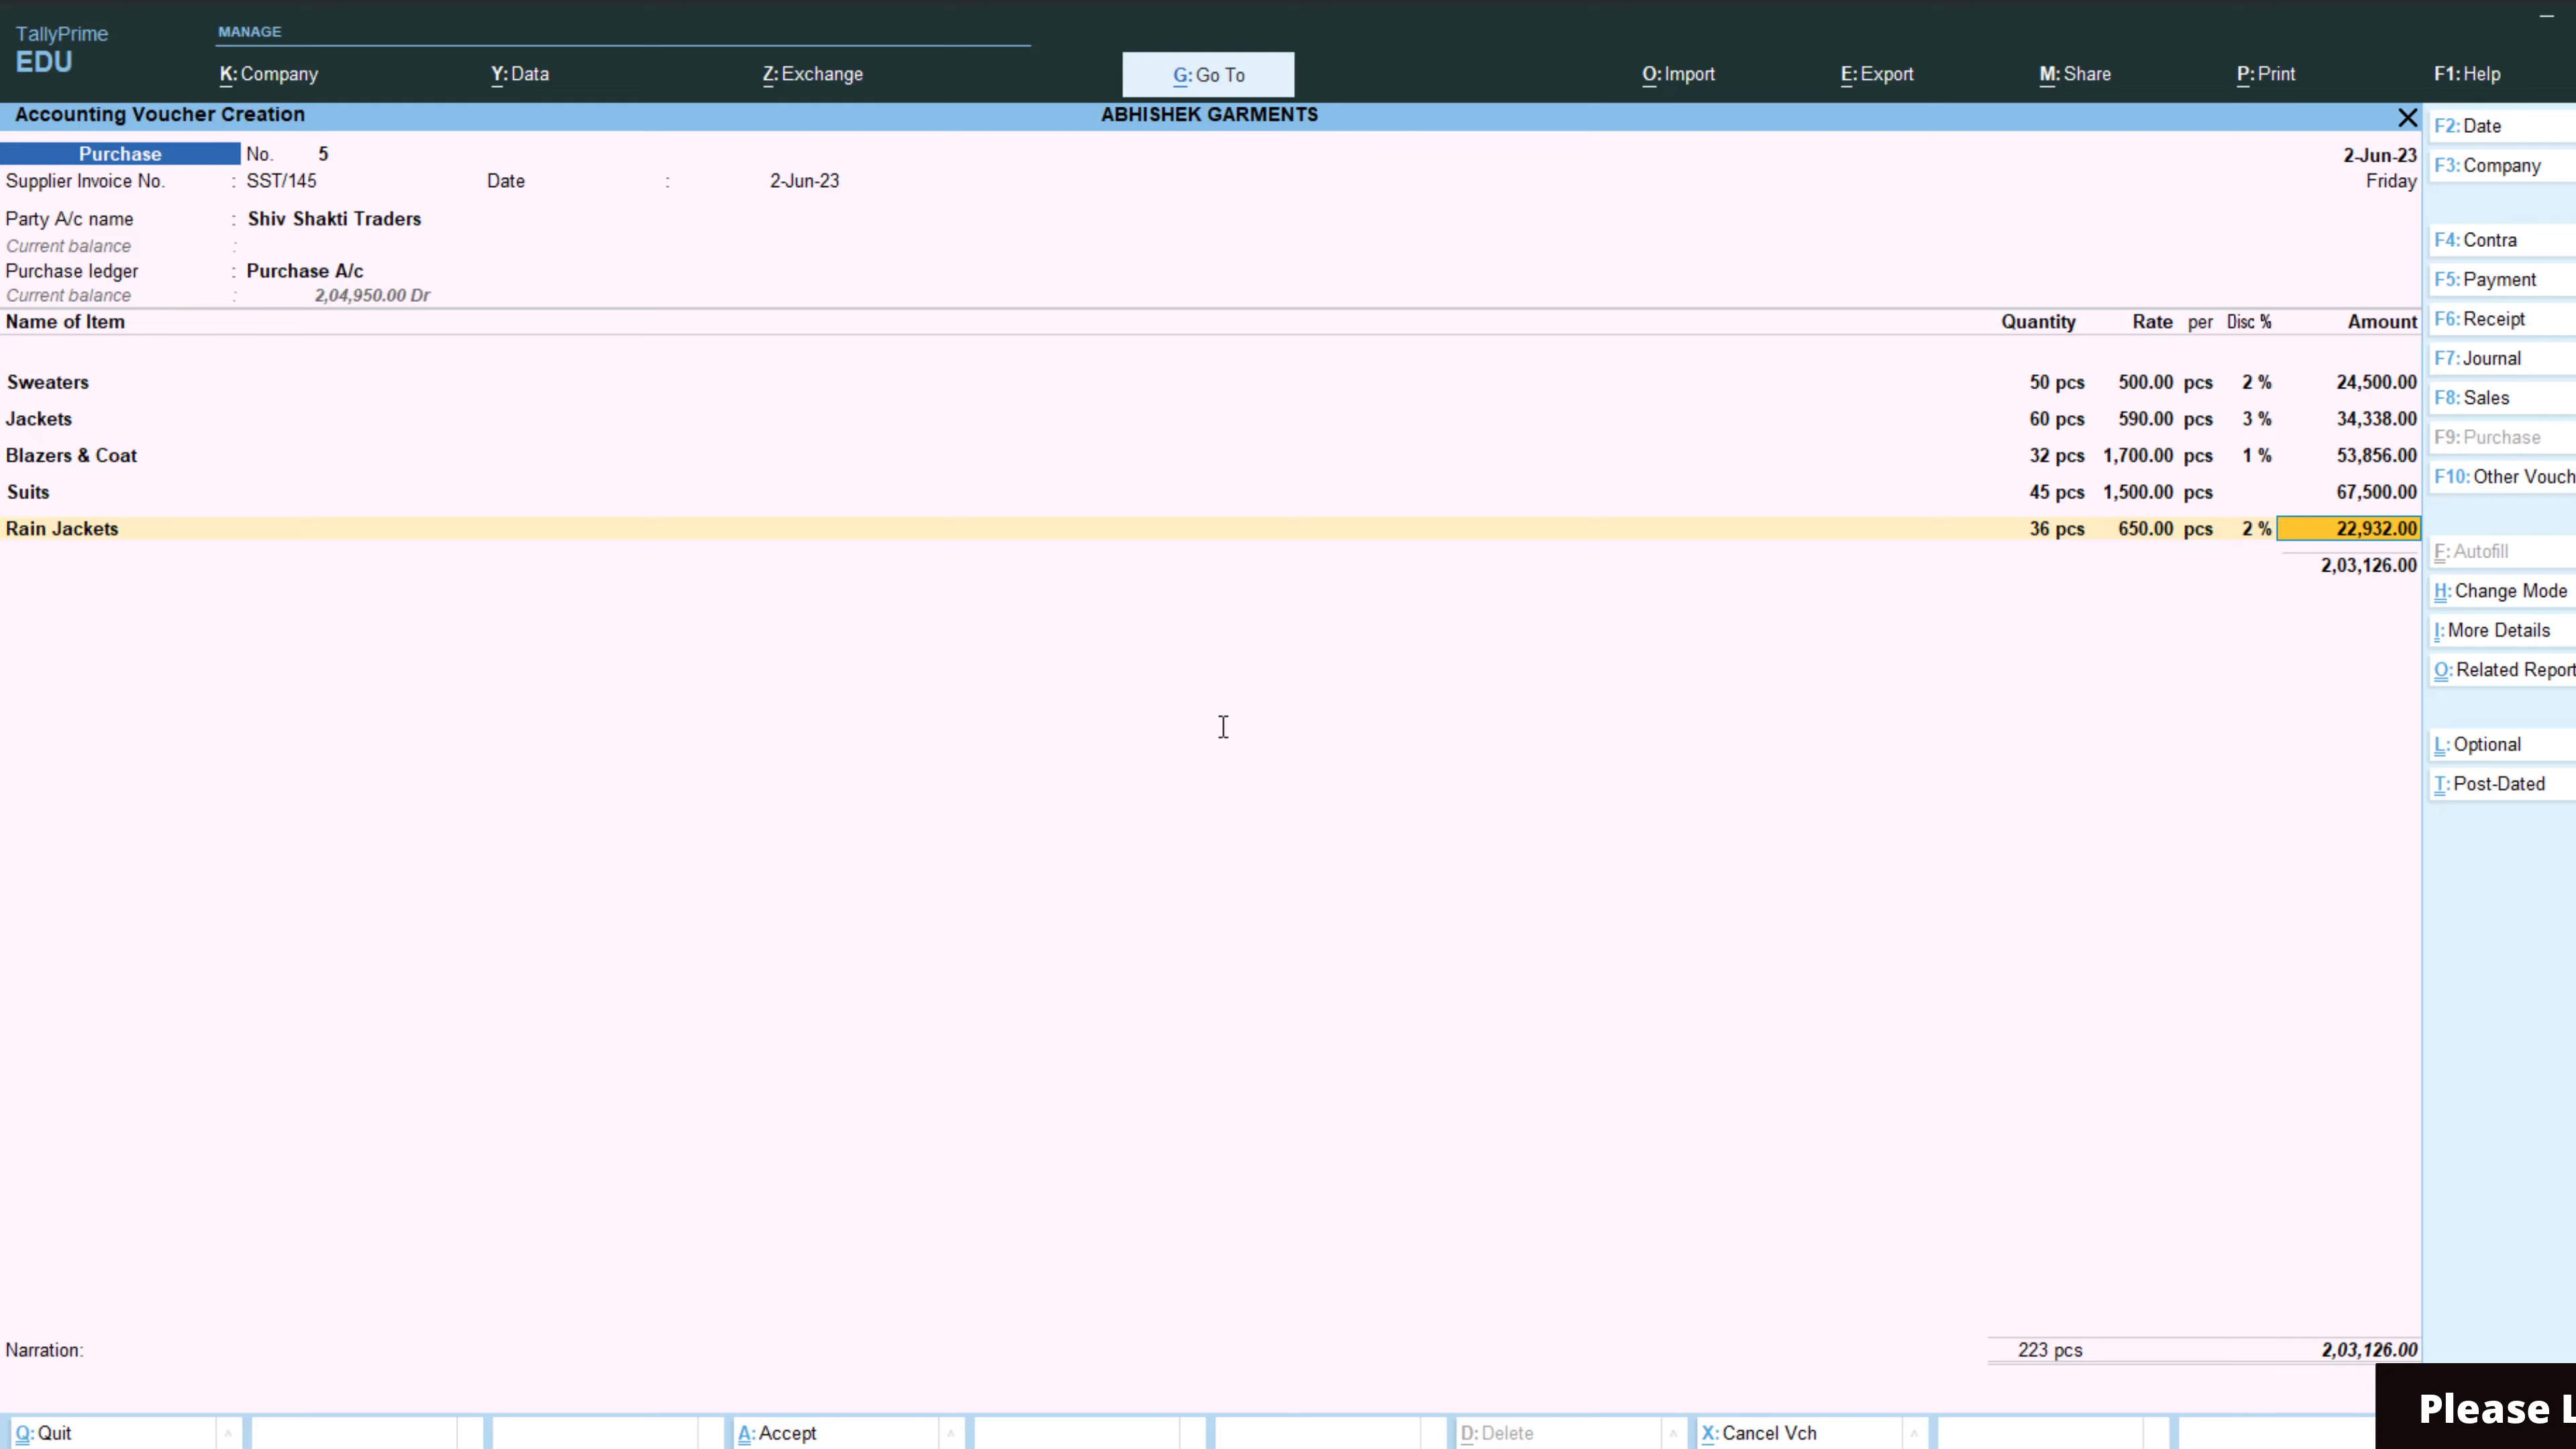 TallyPrime
EDU
MANAGE
K: Company Y: Data Z: Exchange G: Go To O: Import E: Export M: Share P: Print F1: Help
Accounting Voucher Creation ABHISHEK GARMENTS
Purchase No. 5 2-Jun-23
Supplier Invoice No. : SST/145 Date : 2-Jun-23 Friday
Party A/c name : Shiv Shakti Traders
Current balance :
Purchase ledger : Purchase A/c
Current balance : 2,04,950.00 Dr
Name of Item Quantity Rate per Disc % Amount
Sweaters 50 pcs 500.00 pcs 2 % 24,500.00
Jackets 60 pcs 590.00 pcs 3 % 34,338.00
Blazers & Coat 32 pcs 1,700.00 pcs 1 % 53,856.00
Suits 45 pcs 1,500.00 pcs 67,500.00
Rain Jackets 36 pcs 650.00 pcs 2 % 22,932.00
2,03,126.00
Narration: 223 pcs 2,03,126.00
F2: Date
F3: Company
F4: Contra
F5: Payment
F6: Receipt
F7: Journal
F8: Sales
F9: Purchase
F10: Other Vouch
F: Autofill
H: Change Mode
I: More Details
O: Related Report
L: Optional
T: Post-Dated
Please L
Q: Quit A: Accept D: Delete X: Cancel Vch